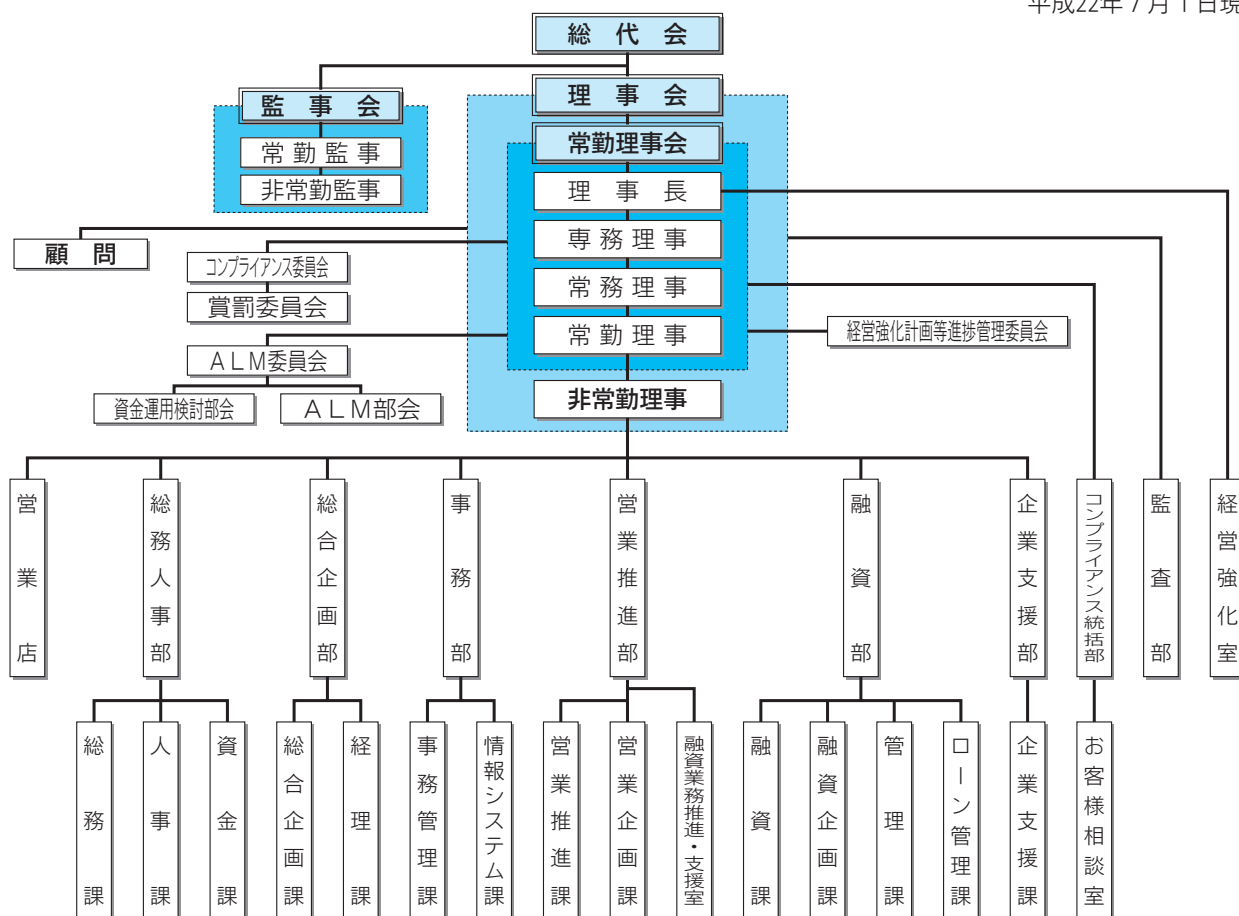 平成22年7月1日現
総代会
監事会
理事会
常勤監事
非常勤監事
常勤理事会
理事長
専務理事
常務理事
常勤理事
非常勤理事
顧問
コンプライアンス委員会
賞罰委員会
ALM委員会
資金運用検討部会
ALM部会
経営強化計画等進捗管理委員会
営業店
総務人事部
総合企画部
事務部
営業推進部
融資部
企業支援部
コンプライアンス統括部
監査部
経営強化室
総務課
人事課
資金課
総合企画課
経理課
事務管理課
情報システム課
営業推進課
営業企画課
融資業務推進・支援室
融資課
融資企画課
管理課
ローン管理課
企業支援課
お客様相談室